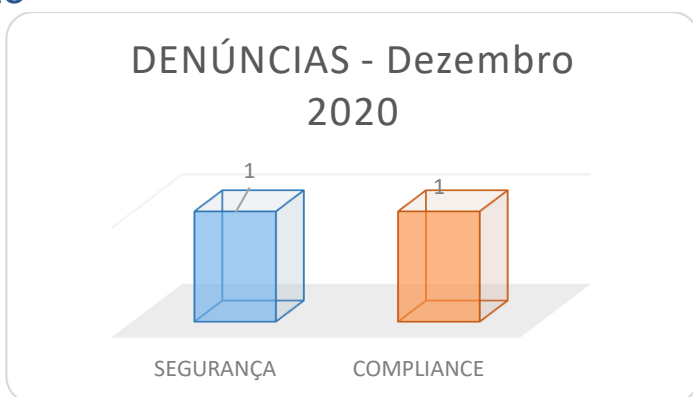 DENÚNCIAS - Dezembro
2020
1
1
SEGURANÇA
COMPLIANCE